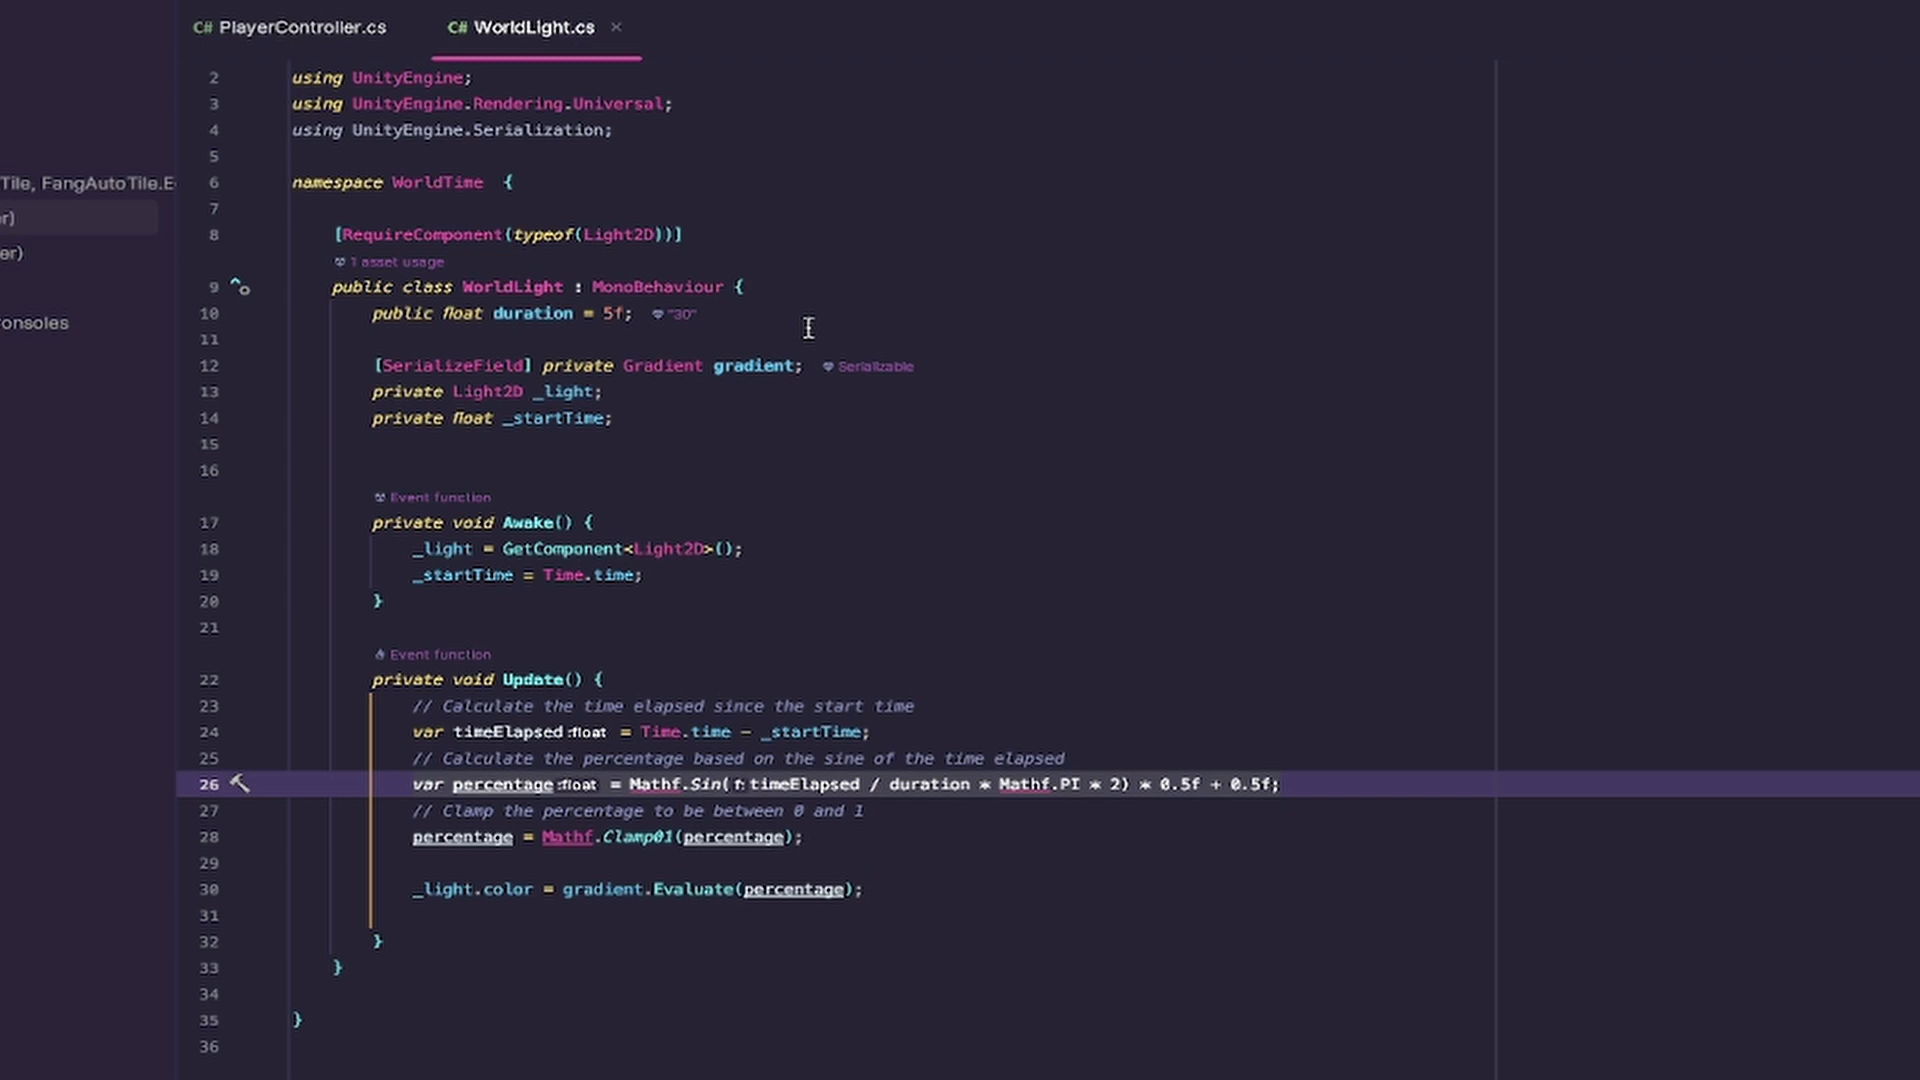 C# PlayerController.cs
C# WorldLight.cs ×
2 using UnityEngine;
3 using UnityEngine.Rendering.Universal;
4 using UnityEngine.Serialization;
5
Tile, FangAutoTile.E
6 namespace WorldTime {
7
er)
8 [RequireComponent(typeof(Light2D))]
er)
1 asset usage
9 public class WorldLight : MonoBehaviour {
10 public float duration = 5f; "30"
onsoles
11
12 [SerializeField] private Gradient gradient; Serializable
13 private Light2D _light;
14 private float _startTime;
15
16
Event function
17 private void Awake() {
18 _light = GetComponent<Light2D>();
19 _startTime = Time.time;
20 }
21
Event function
22 private void Update() {
23 // Calculate the time elapsed since the start time
24 var timeElapsed :float = Time.time - _startTime;
25 // Calculate the percentage based on the sine of the time elapsed
26 var percentage :float = Mathf.Sin( f: timeElapsed / duration * Mathf.PI * 2) * 0.5f + 0.5f;
27 // Clamp the percentage to be between 0 and 1
28 percentage = Mathf.Clamp01(percentage);
29
30 _light.color = gradient.Evaluate(percentage);
31
32 }
33 }
34
35 }
36